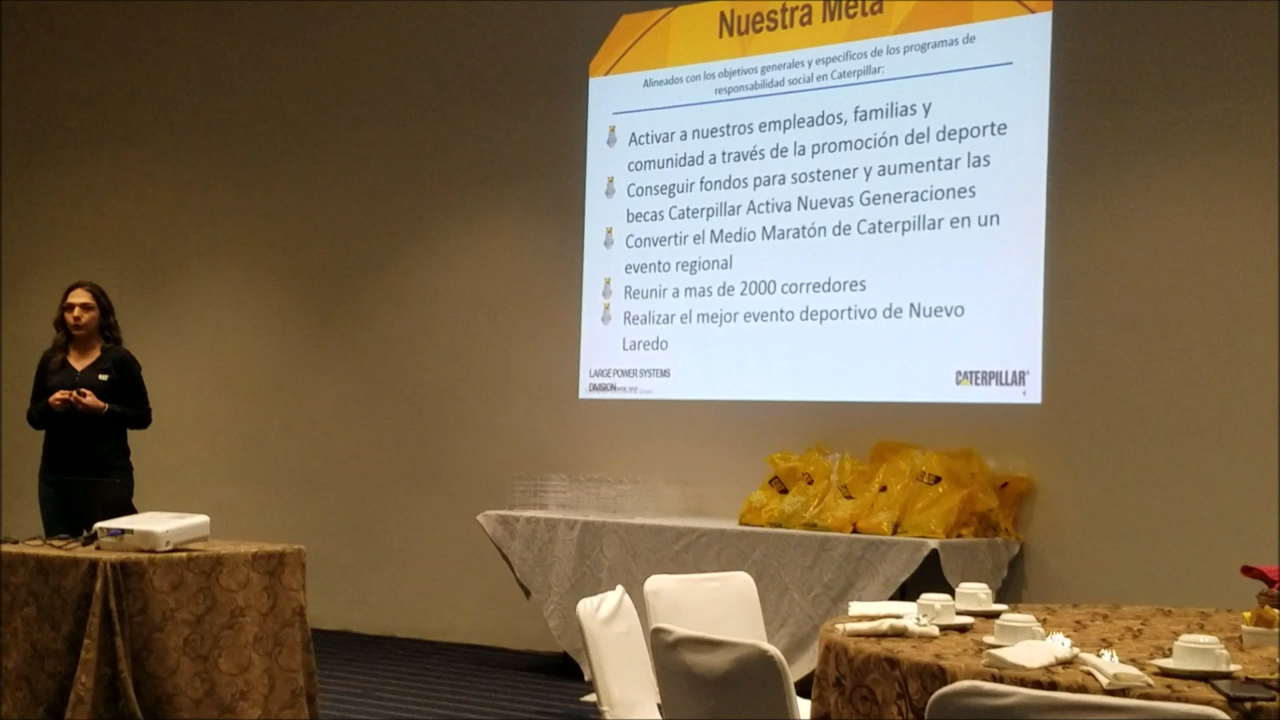 Nuestra Meta
Alineados con los objetivos generales y específicos de los programas de
responsabilidad social en Caterpillar:
Activar a nuestros empleados, familias y
comunidad a través de la promoción del deporte
Conseguir fondos para sostener y aumentar las
becas Caterpillar Activa Nuevas Generaciones
Convertir el Medio Maratón de Caterpillar en un
evento regional
Reunir a mas de 2000 corredores
Realizar el mejor evento deportivo de Nuevo
Laredo
LARGE POWER SYSTEMS
DIVISION
CATERPILLAR®